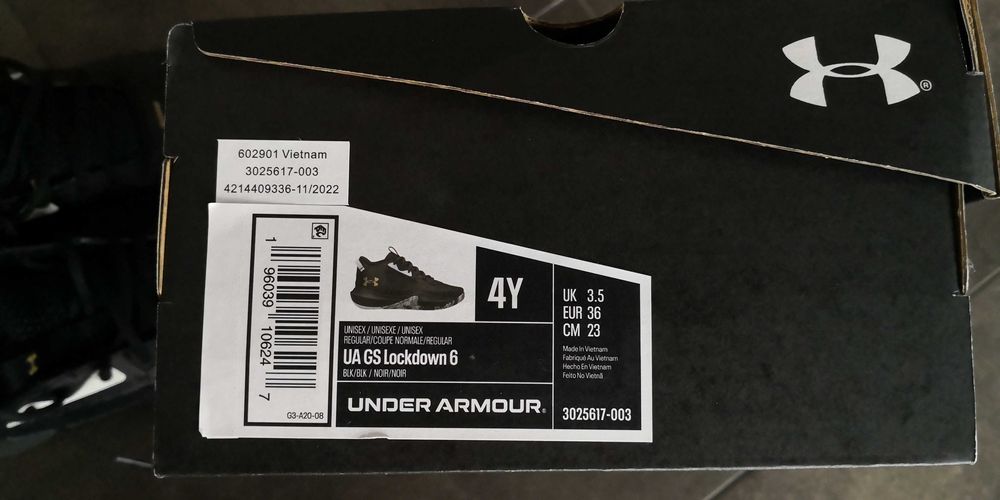 ®
602901 Vietnam
3025617-003
4214409336-11/2022
1 96039 10624 7
G3-A20-08
4Y
UNISEX / UNISEXE / UNISEX
REGULAR/COUPE NORMALE/REGULAR
UA GS Lockdown 6
BLK/BLK / NOIR/NOIR
UNDER ARMOUR®
UK 3.5
EUR 36
CM 23
Made In Vietnam
Fabriqué Au Vietnam
Hecho En Vietnam
Feito No Vietnã
3025617-003